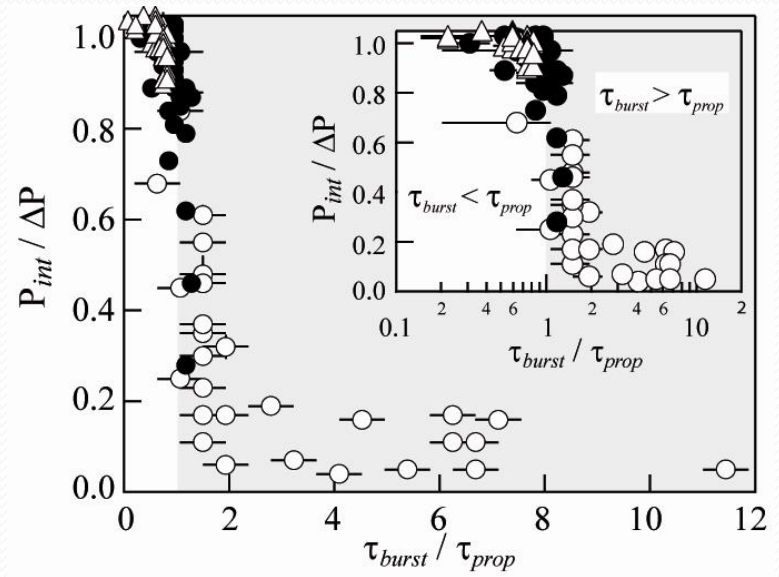 P_int / ΔP
1.0
0.8
0.6
0.4
0.2
0.0
0 2 4 6 8 10 12
τ_burst / τ_prop
P_int / ΔP
1.0
0.8
0.6
0.4
0.2
0.0
τ_burst > τ_prop
τ_burst < τ_prop
2 4 6 2 4 6 2
0.1 1 10
τ_burst / τ_prop